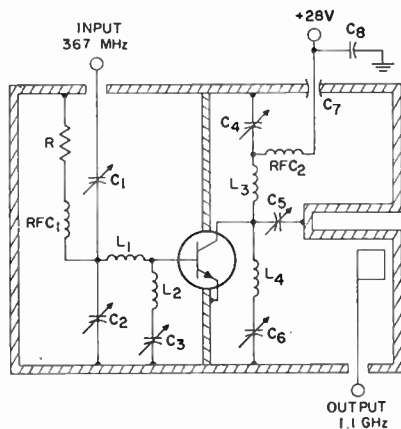 INPUT
367 MHz
+28V
C8
C7
C4
RFC2
R
C1
L3
C5
RFC1
L1
L2
L4
C2
C3
C6
OUTPUT
1.1 GHz